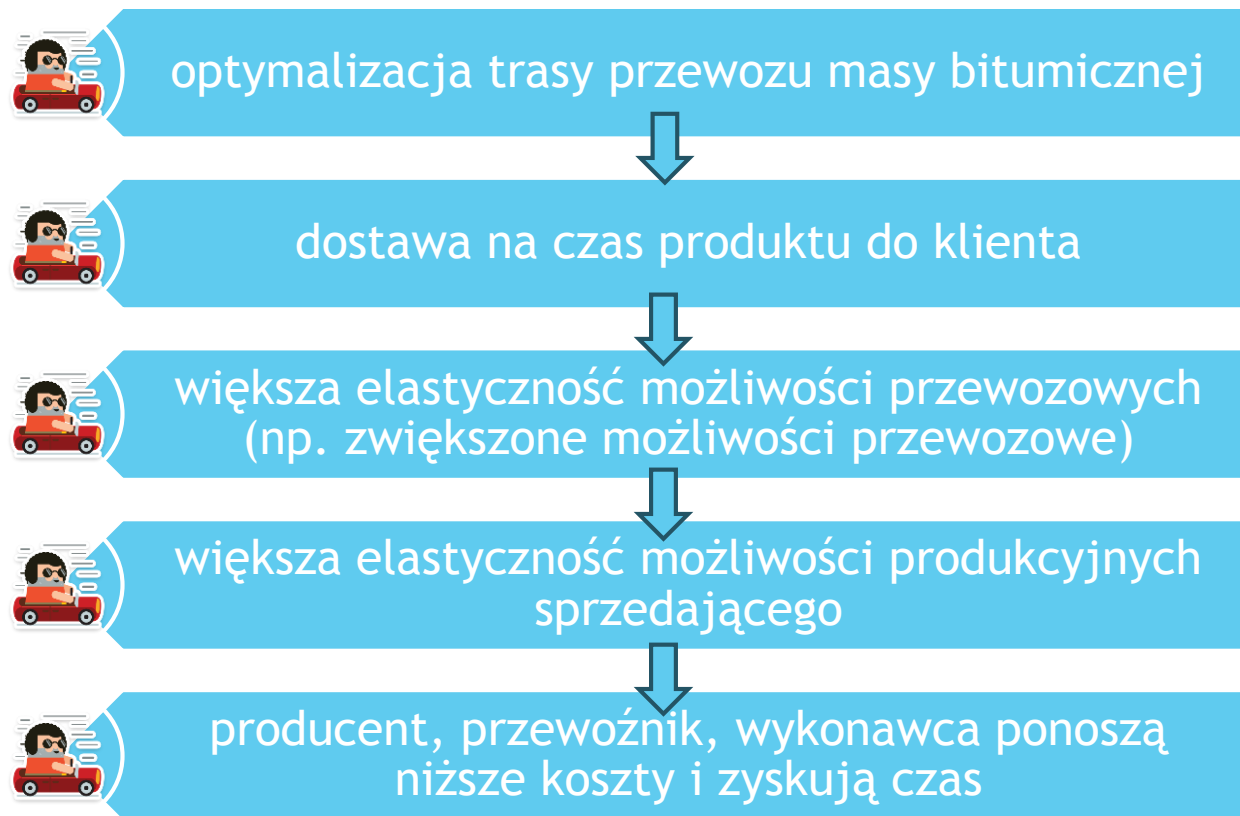 optymalizacja trasy przewozu masy bitumicznej
dostawa na czas produktu do klienta
większa elastyczność możliwości przewozowych
(np. zwiększone możliwości przewozowe)
większa elastyczność możliwości produkcyjnych
sprzedającego
producent, przewoźnik, wykonawca ponoszą
niższe koszty i zyskują czas